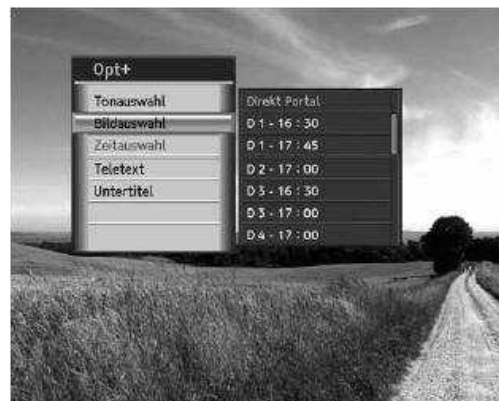 Opt+
Tonauswahl
Bildauswahl
Zeitauswahl
Teletext
Untertitel
Direkt Portal
D 1 - 16 : 30
D 1 - 17 : 45
D 2 - 17 : 00
D 3 - 16 : 30
D 3 - 17 : 00
D 4 - 17 : 00